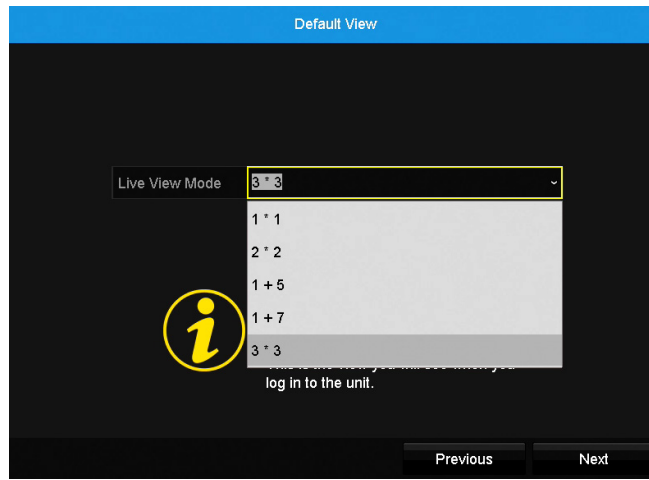 Default View
Live View Mode
3 * 3
1 * 1
2 * 2
1 + 5
1 + 7
3 * 3
log in to the unit.
Previous
Next